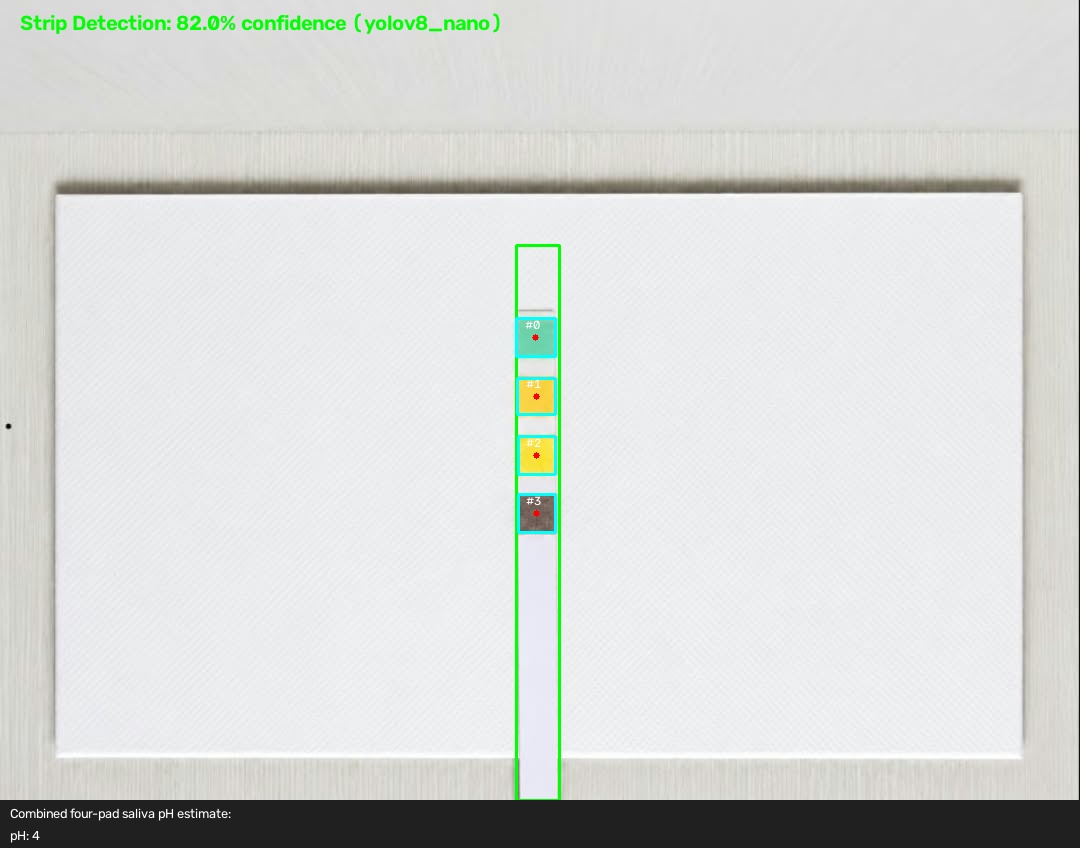 Strip Detection: 82.0% confidence (yolov8_nano)
#0
#1
#2
#3
Combined four-pad saliva pH estimate:
pH: 4